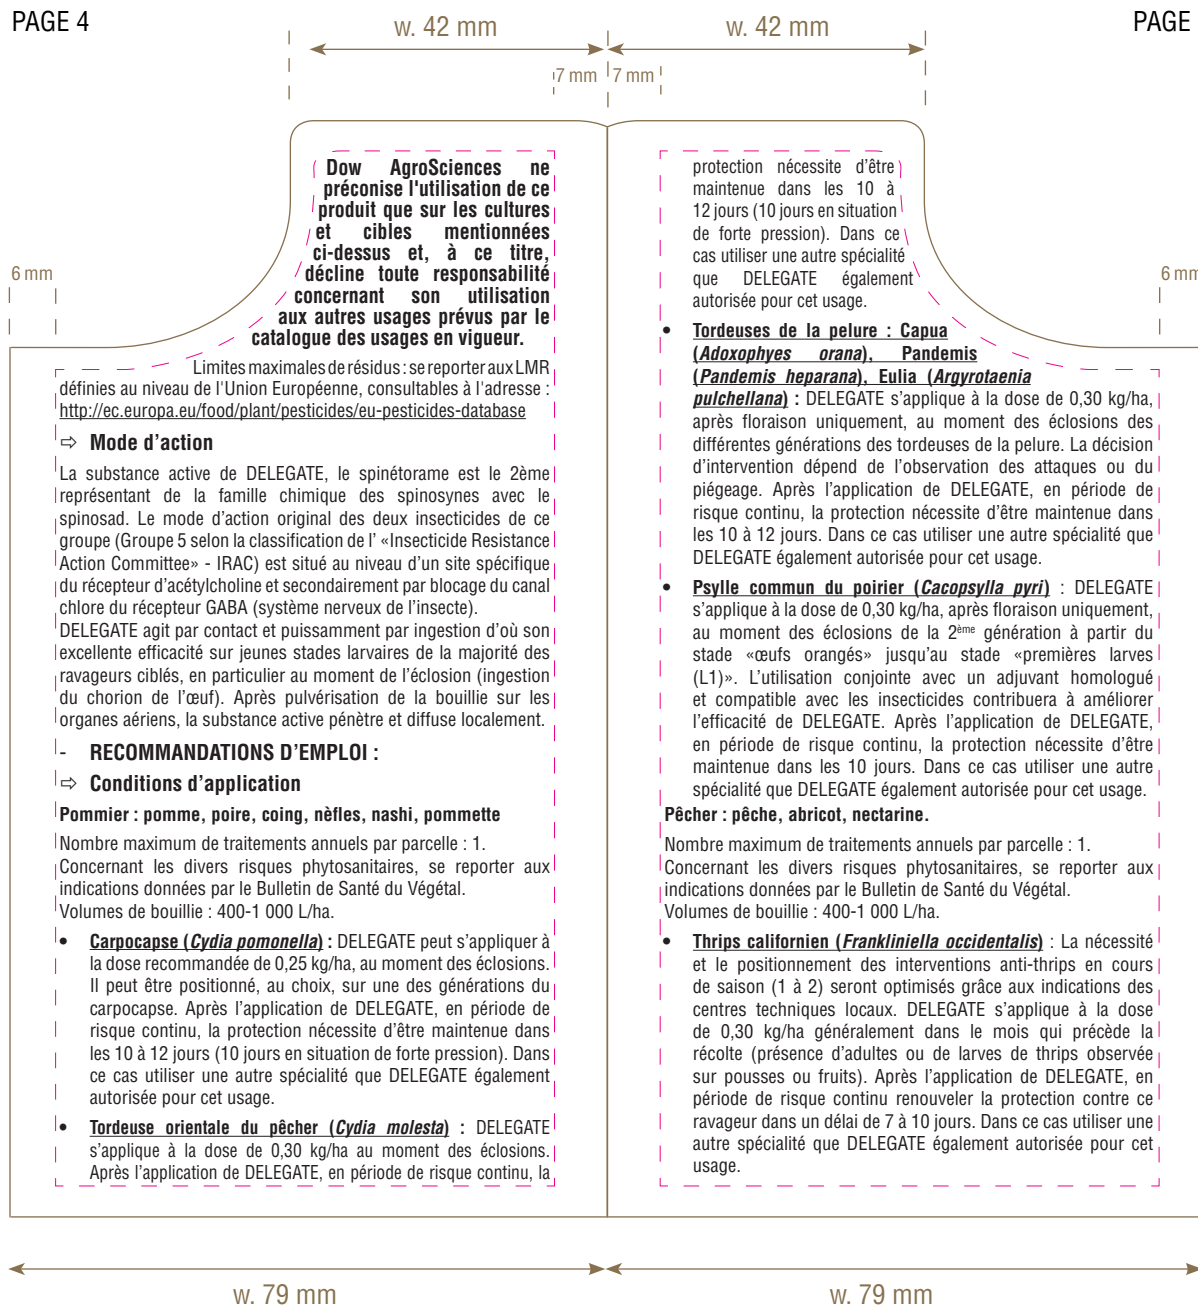 PAGE 4
PAGE
w. 42 mm
w. 42 mm
7 mm
7 mm
6 mm
6 mm
Dow AgroSciences ne
préconise l'utilisation de ce
produit que sur les cultures
et cibles mentionnées
ci-dessus et, à ce titre,
décline toute responsabilité
concernant son utilisation
aux autres usages prévus par le
catalogue des usages en vigueur.
Limites maximales de résidus : se reporter aux LMR
définies au niveau de l'Union Européenne, consultables à l'adresse :
http://ec.europa.eu/food/plant/pesticides/eu-pesticides-database
⇨ Mode d’action
La substance active de DELEGATE, le spinétorame est le 2ème
représentant de la famille chimique des spinosynes avec le
spinosad. Le mode d’action original des deux insecticides de ce
groupe (Groupe 5 selon la classification de l’ «Insecticide Resistance
Action Committee» - IRAC) est situé au niveau d’un site spécifique
du récepteur d’acétylcholine et secondairement par blocage du canal
chlore du récepteur GABA (système nerveux de l’insecte).
DELEGATE agit par contact et puissamment par ingestion d’où son
excellente efficacité sur jeunes stades larvaires de la majorité des
ravageurs ciblés, en particulier au moment de l’éclosion (ingestion
du chorion de l’œuf). Après pulvérisation de la bouillie sur les
organes aériens, la substance active pénètre et diffuse localement.
- RECOMMANDATIONS D’EMPLOI :
⇨ Conditions d’application
Pommier : pomme, poire, coing, nèfles, nashi, pommette
Nombre maximum de traitements annuels par parcelle : 1.
Concernant les divers risques phytosanitaires, se reporter aux
indications données par le Bulletin de Santé du Végétal.
Volumes de bouillie : 400-1 000 L/ha.
• Carpocapse (Cydia pomonella) : DELEGATE peut s’appliquer à
la dose recommandée de 0,25 kg/ha, au moment des éclosions.
Il peut être positionné, au choix, sur une des générations du
carpocapse. Après l’application de DELEGATE, en période de
risque continu, la protection nécessite d’être maintenue dans
les 10 à 12 jours (10 jours en situation de forte pression). Dans
ce cas utiliser une autre spécialité que DELEGATE également
autorisée pour cet usage.
• Tordeuse orientale du pêcher (Cydia molesta) : DELEGATE
s’applique à la dose de 0,30 kg/ha au moment des éclosions.
Après l’application de DELEGATE, en période de risque continu, la
protection nécessite d’être
maintenue dans les 10 à
12 jours (10 jours en situation
de forte pression). Dans ce
cas utiliser une autre spécialité
que DELEGATE également
autorisée pour cet usage.
• Tordeuses de la pelure : Capua
(Adoxophyes orana), Pandemis
(Pandemis heparana), Eulia (Argyrotaenia
pulchellana) : DELEGATE s’applique à la dose de 0,30 kg/ha,
après floraison uniquement, au moment des éclosions des
différentes générations des tordeuses de la pelure. La décision
d’intervention dépend de l’observation des attaques ou du
piégeage. Après l’application de DELEGATE, en période de
risque continu, la protection nécessite d’être maintenue dans
les 10 à 12 jours. Dans ce cas utiliser une autre spécialité que
DELEGATE également autorisée pour cet usage.
• Psylle commun du poirier (Cacopsylla pyri) : DELEGATE
s’applique à la dose de 0,30 kg/ha, après floraison uniquement,
au moment des éclosions de la 2ème génération à partir du
stade «œufs orangés» jusqu’au stade «premières larves
(L1)». L’utilisation conjointe avec un adjuvant homologué
et compatible avec les insecticides contribuera à améliorer
l’efficacité de DELEGATE. Après l’application de DELEGATE,
en période de risque continu, la protection nécessite d’être
maintenue dans les 10 jours. Dans ce cas utiliser une autre
spécialité que DELEGATE également autorisée pour cet usage.
Pêcher : pêche, abricot, nectarine.
Nombre maximum de traitements annuels par parcelle : 1.
Concernant les divers risques phytosanitaires, se reporter aux
indications données par le Bulletin de Santé du Végétal.
Volumes de bouillie : 400-1 000 L/ha.
• Thrips californien (Frankliniella occidentalis) : La nécessité
et le positionnement des interventions anti-thrips en cours
de saison (1 à 2) seront optimisés grâce aux indications des
centres techniques locaux. DELEGATE s’applique à la dose
de 0,30 kg/ha généralement dans le mois qui précède la
récolte (présence d’adultes ou de larves de thrips observée
sur pousses ou fruits). Après l’application de DELEGATE, en
période de risque continu renouveler la protection contre ce
ravageur dans un délai de 7 à 10 jours. Dans ce cas utiliser une
autre spécialité que DELEGATE également autorisée pour cet
usage.
w. 79 mm
w. 79 mm